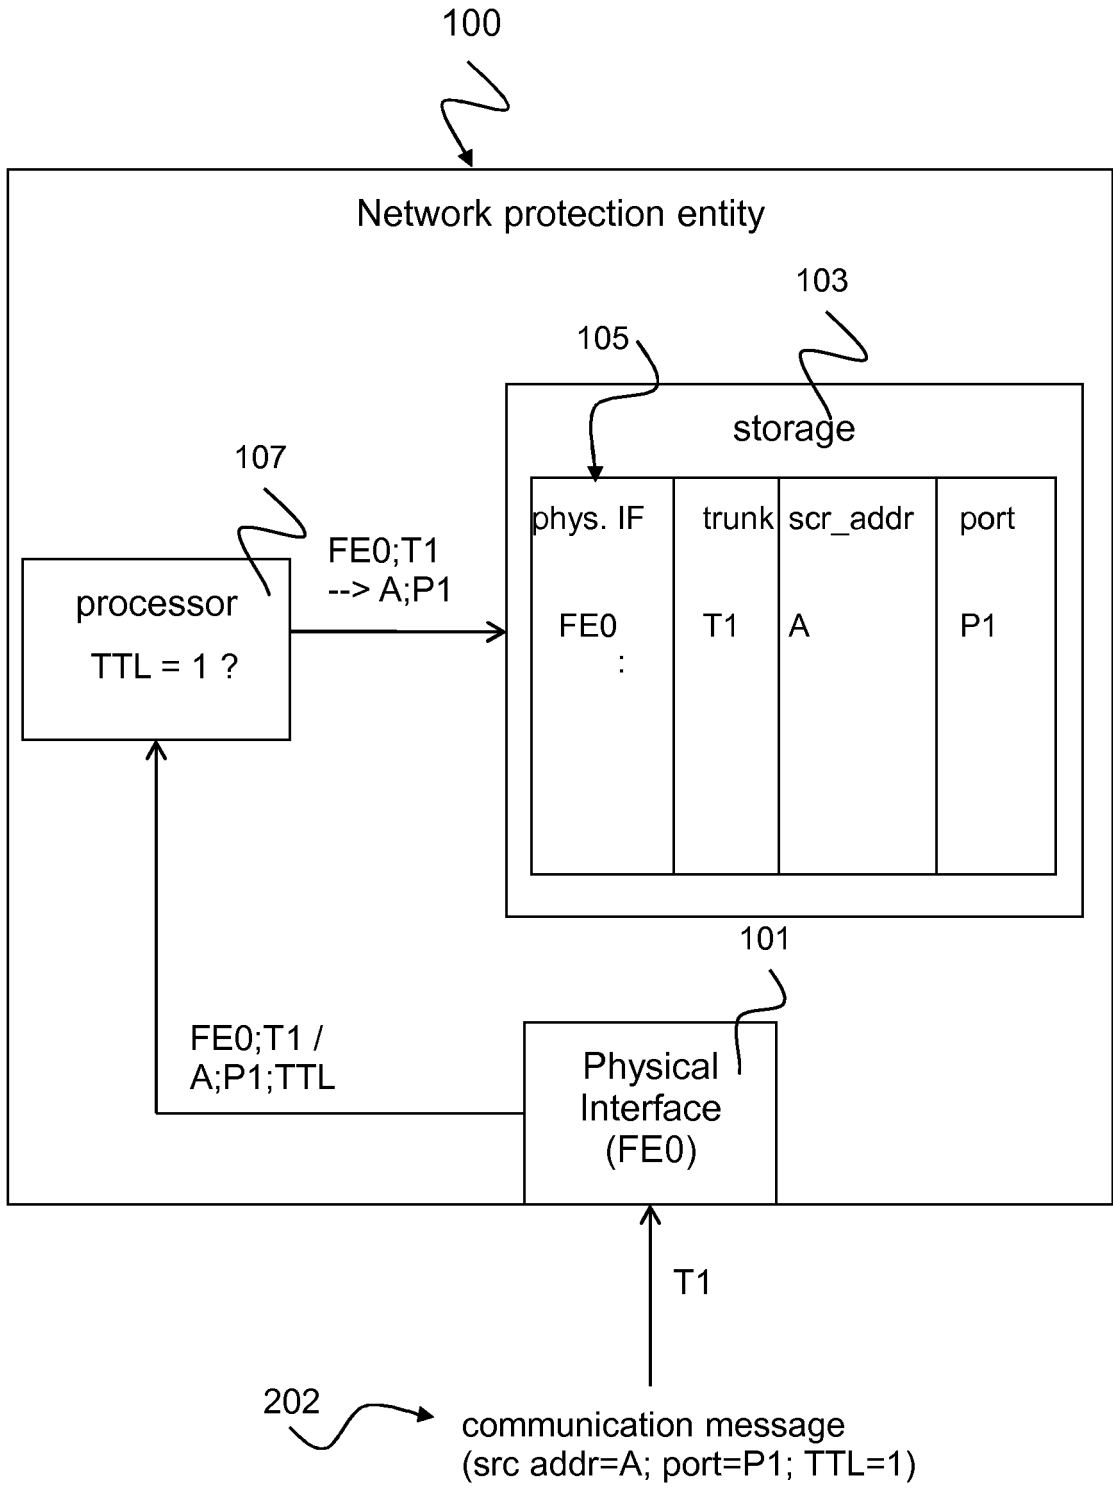 100
Network protection entity
103
105
storage
107
phys. IF trunk scr_addr port
FE0;T1
--> A;P1
processor
TTL = 1 ?
FE0 T1 A P1
:
101
FE0;T1 /
A;P1;TTL
Physical
Interface
(FE0)
T1
202
communication message
(src addr=A; port=P1; TTL=1)